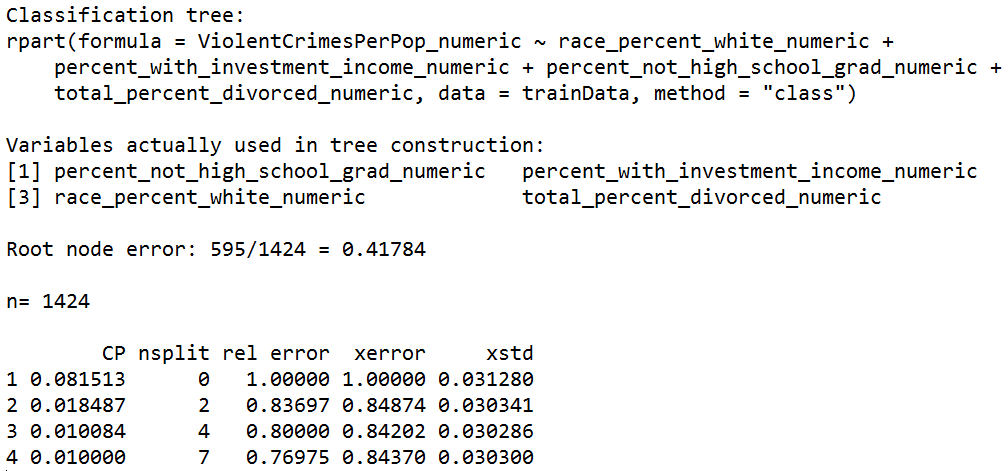 Classification tree:
rpart(formula = ViolentCrimesPerPop_numeric ~ race_percent_white_numeric +
    percent_with_investment_income_numeric + percent_not_high_school_grad_numeric +
    total_percent_divorced_numeric, data = trainData, method = "class")

Variables actually used in tree construction:
[1] percent_not_high_school_grad_numeric   percent_with_investment_income_numeric
[3] race_percent_white_numeric             total_percent_divorced_numeric

Root node error: 595/1424 = 0.41784

n= 1424

        CP nsplit rel error  xerror     xstd
1 0.081513      0   1.00000 1.00000 0.031280
2 0.018487      2   0.83697 0.84874 0.030341
3 0.010084      4   0.80000 0.84202 0.030286
4 0.010000      7   0.76975 0.84370 0.030300